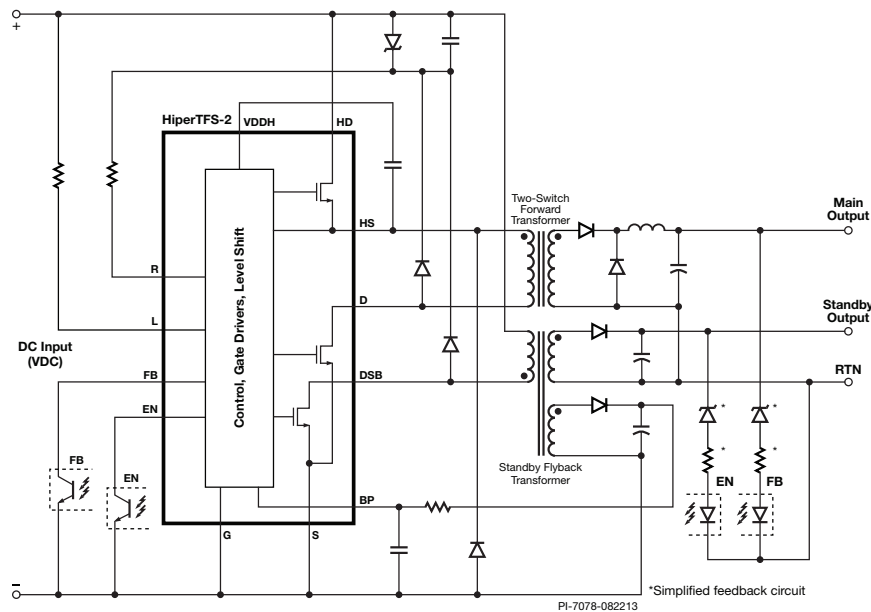 +
HiperTFS-2
VDDH
HD
Control, Gate Drivers, Level Shift
HS
Two-Switch
Forward
Transformer
Main
Output
R
D
L
Standby
Output
DC Input
(VDC)
FB
DSB
RTN
EN
*
*
*
*
FB
EN
Standby Flyback
Transformer
EN
FB
BP
G
S
–
*Simplified feedback circuit
PI-7078-082213